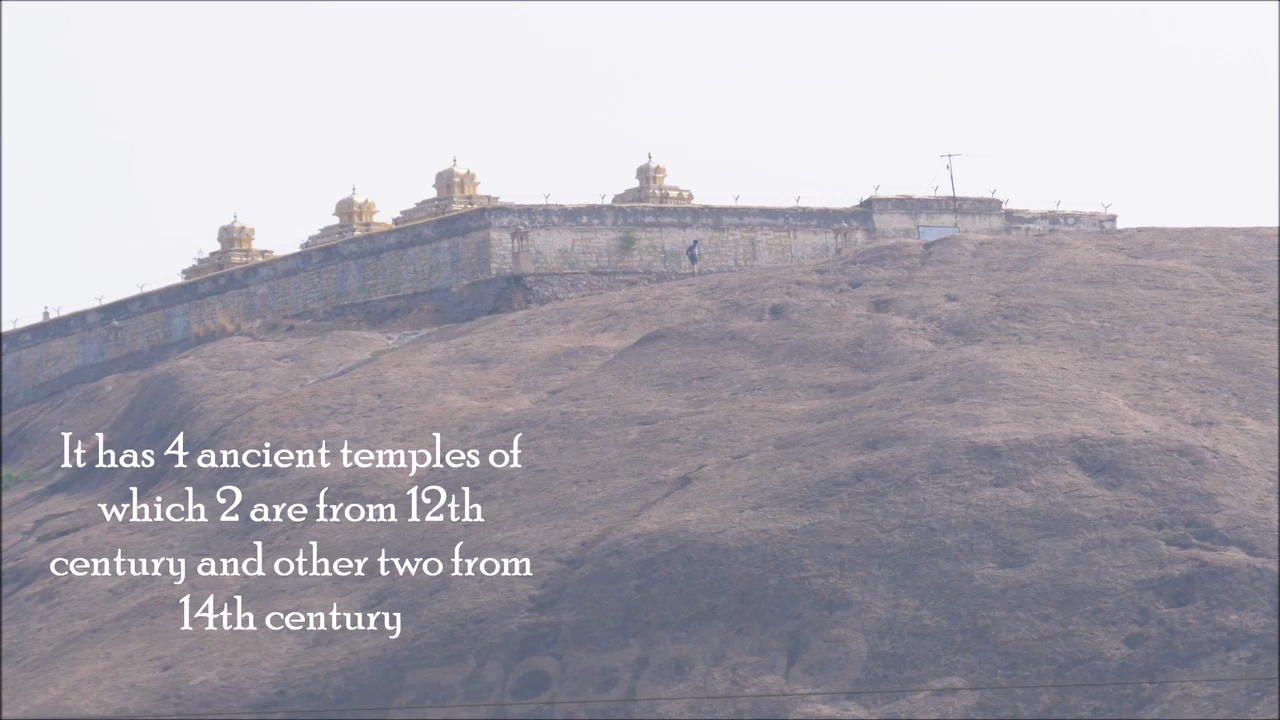 It has 4 ancient temples of
which 2 are from 12th
century and other two from
14th century